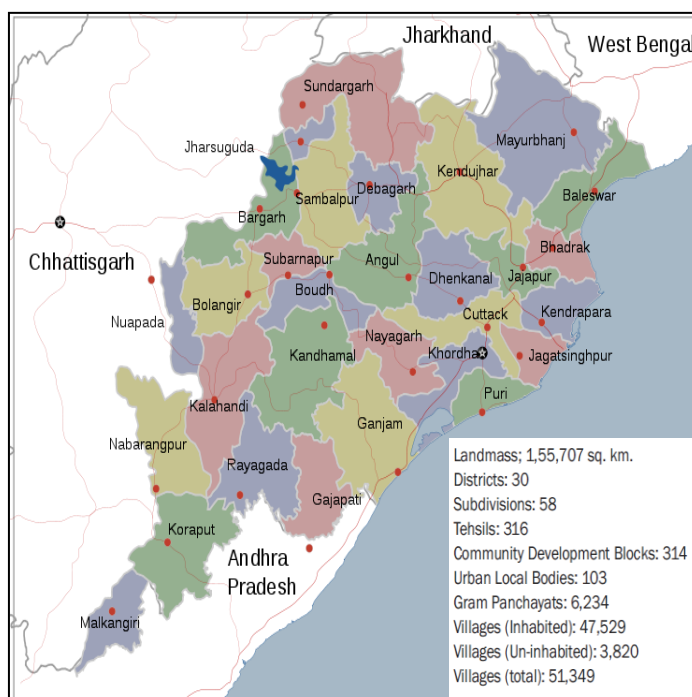 Jharkhand
West Bengal
Sundargarh
Mayurbhanj
Jharsuguda
Kendujhar
Debagarh
Sambalpur
Baleswar
Bargarh
Bhadrak
Chhattisgarh
Subarnapur
Angul
Jajapur
Dhenkanal
Boudh
Bolangir
Kendrapara
Nuapada
Cuttack
Nayagarh
Khordha
Kandhamal
Jagatsinghpur
Puri
Kalahandi
Ganjam
Nabarangpur
Rayagada
Gajapati
Koraput
Andhra
Pradesh
Malkangiri
Landmass; 1,55,707 sq. km.
Districts: 30
Subdivisions: 58
Tehsils: 316
Community Development Blocks: 314
Urban Local Bodies: 103
Gram Panchayats: 6,234
Villages (Inhabited): 47,529
Villages (Un-inhabited): 3,820
Villages (total): 51,349